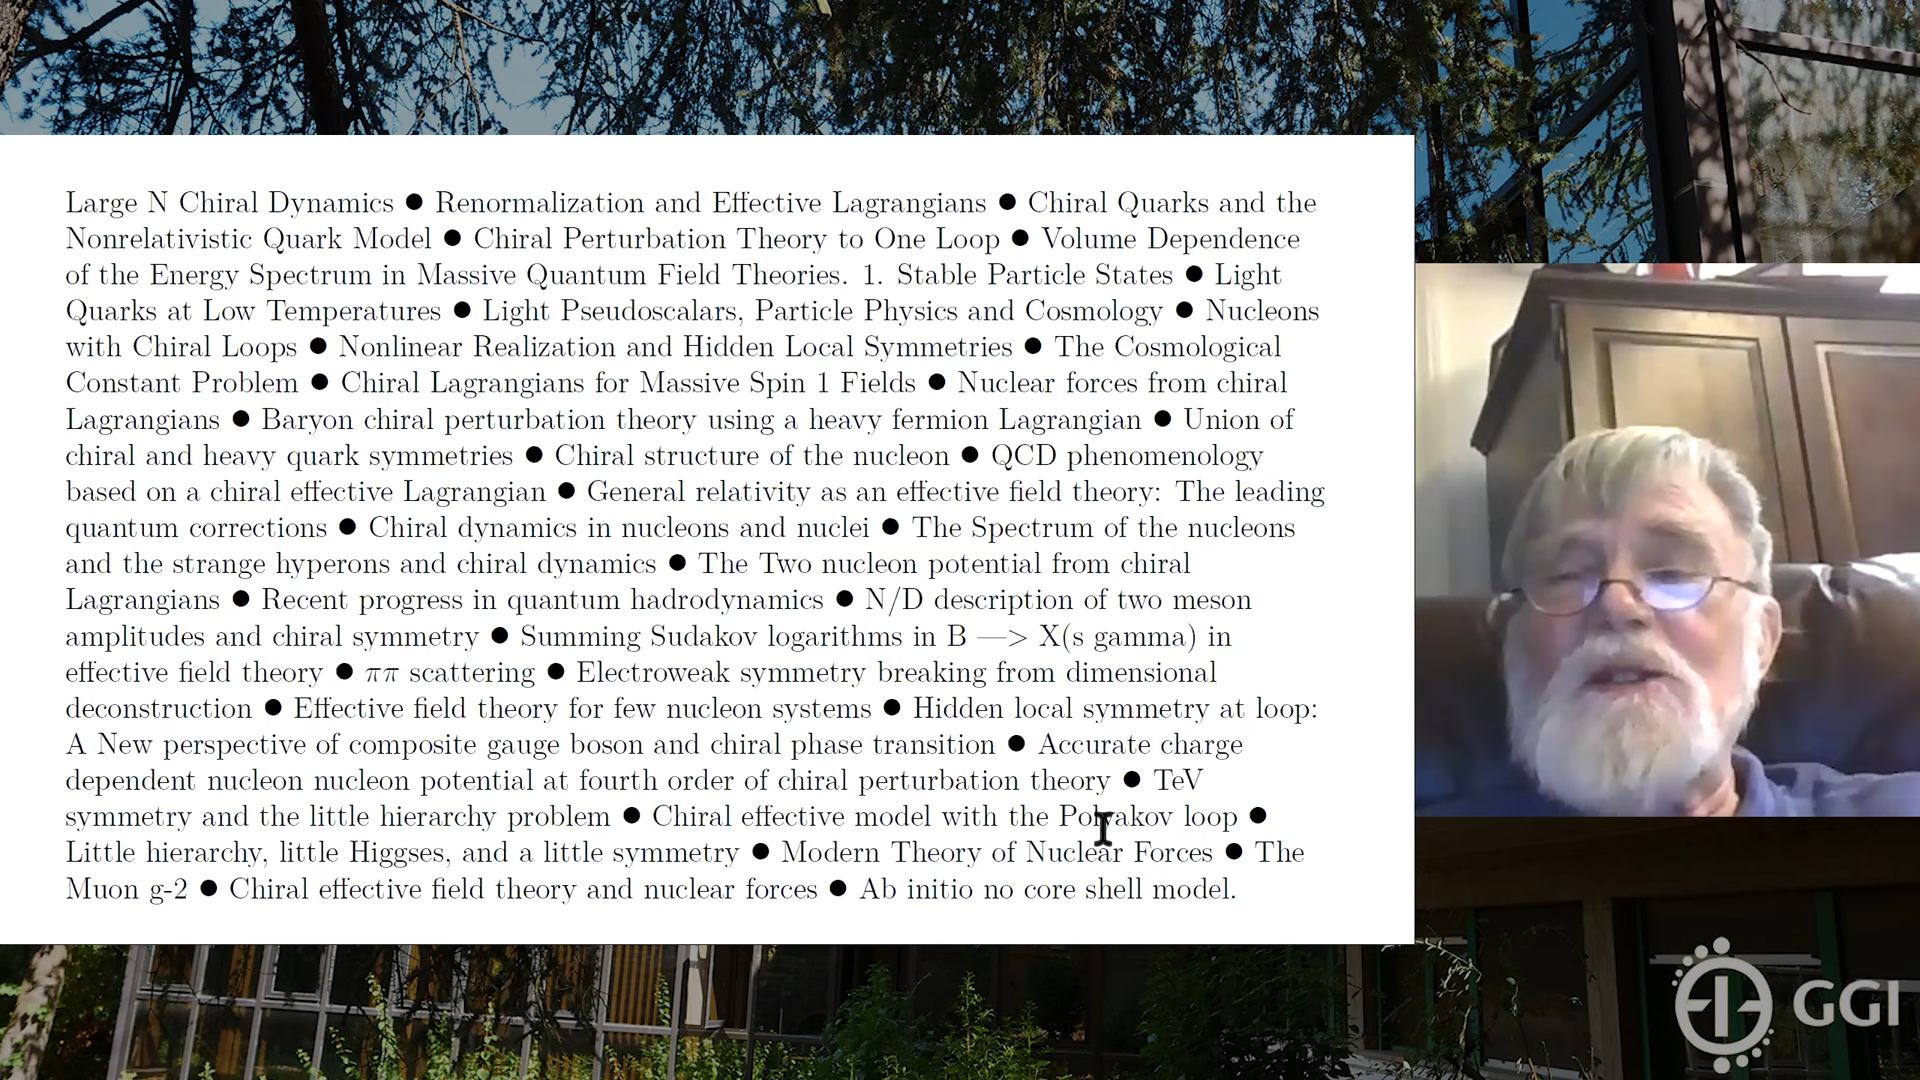 Large N Chiral Dynamics ● Renormalization and Effective Lagrangians ● Chiral Quarks and the
Nonrelativistic Quark Model ● Chiral Perturbation Theory to One Loop ● Volume Dependence
of the Energy Spectrum in Massive Quantum Field Theories. 1. Stable Particle States ● Light
Quarks at Low Temperatures ● Light Pseudoscalars, Particle Physics and Cosmology ● Nucleons
with Chiral Loops ● Nonlinear Realization and Hidden Local Symmetries ● The Cosmological
Constant Problem ● Chiral Lagrangians for Massive Spin 1 Fields ● Nuclear forces from chiral
Lagrangians ● Baryon chiral perturbation theory using a heavy fermion Lagrangian ● Union of
chiral and heavy quark symmetries ● Chiral structure of the nucleon ● QCD phenomenology
based on a chiral effective Lagrangian ● General relativity as an effective field theory: The leading
quantum corrections ● Chiral dynamics in nucleons and nuclei ● The Spectrum of the nucleons
and the strange hyperons and chiral dynamics ● The Two nucleon potential from chiral
Lagrangians ● Recent progress in quantum hadrodynamics ● N/D description of two meson
amplitudes and chiral symmetry ● Summing Sudakov logarithms in B —> X(s gamma) in
effective field theory ● ππ scattering ● Electroweak symmetry breaking from dimensional
deconstruction ● Effective field theory for few nucleon systems ● Hidden local symmetry at loop:
A New perspective of composite gauge boson and chiral phase transition ● Accurate charge
dependent nucleon nucleon potential at fourth order of chiral perturbation theory ● TeV
symmetry and the little hierarchy problem ● Chiral effective model with the Polyakov loop ●
Little hierarchy, little Higgses, and a little symmetry ● Modern Theory of Nuclear Forces ● The
Muon g-2 ● Chiral effective field theory and nuclear forces ● Ab initio no core shell model.
GGI